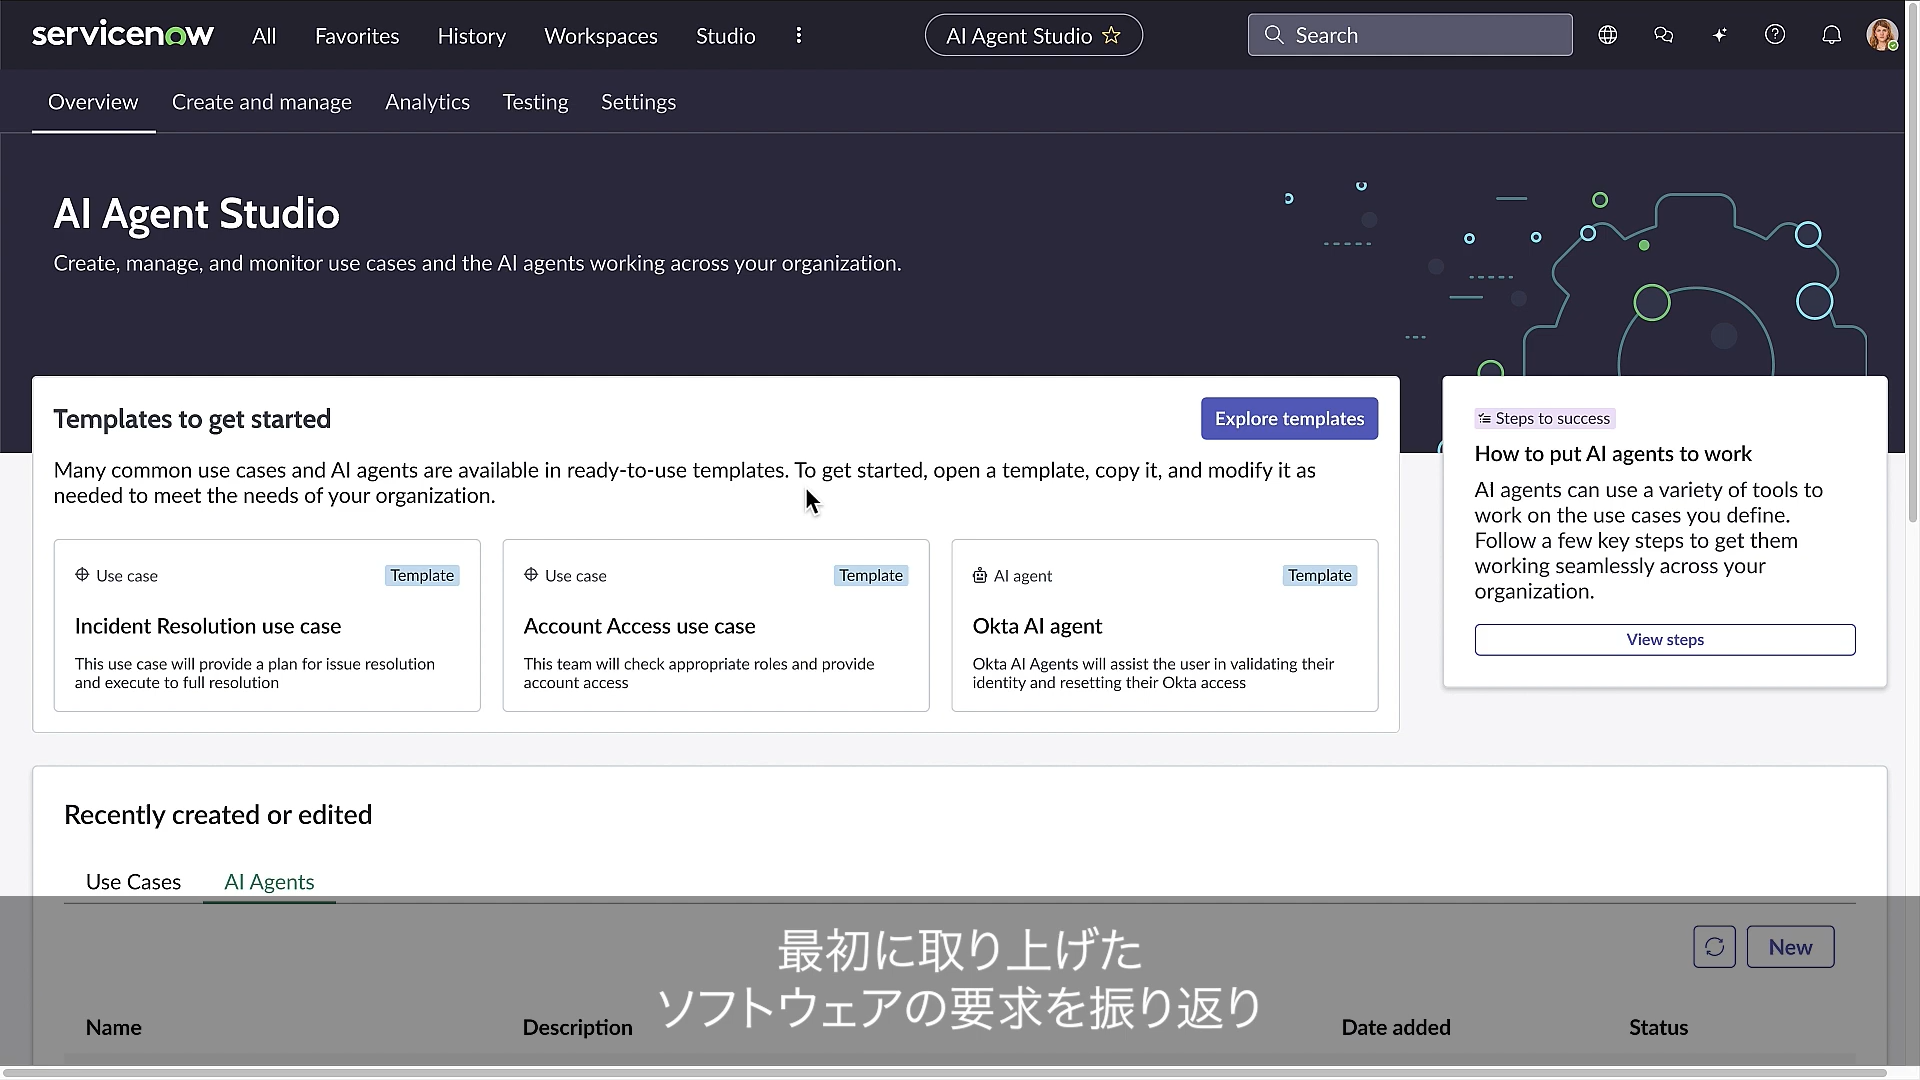 servicenow
All
Favorites
History
Workspaces
Studio
AI Agent Studio
Search
Overview
Create and manage
Analytics
Testing
Settings
AI Agent Studio
Create, manage, and monitor use cases and the AI agents working across your organization.
Templates to get started
Explore templates
Many common use cases and AI agents are available in ready-to-use templates. To get started, open a template, copy it, and modify it as
needed to meet the needs of your organization.
Use case
Template
Incident Resolution use case
This use case will provide a plan for issue resolution
and execute to full resolution
Use case
Template
Account Access use case
This team will check appropriate roles and provide
account access
AI agent
Template
Okta AI agent
Okta AI Agents will assist the user in validating their
identity and resetting their Okta access
Steps to success
How to put AI agents to work
AI agents can use a variety of tools to
work on the use cases you define.
Follow a few key steps to get them
working seamlessly across your
organization.
View steps
Recently created or edited
Use Cases
AI Agents
New
Name
Description
Date added
Status
最初に取り上げた
ソフトウェアの要求を振り返り